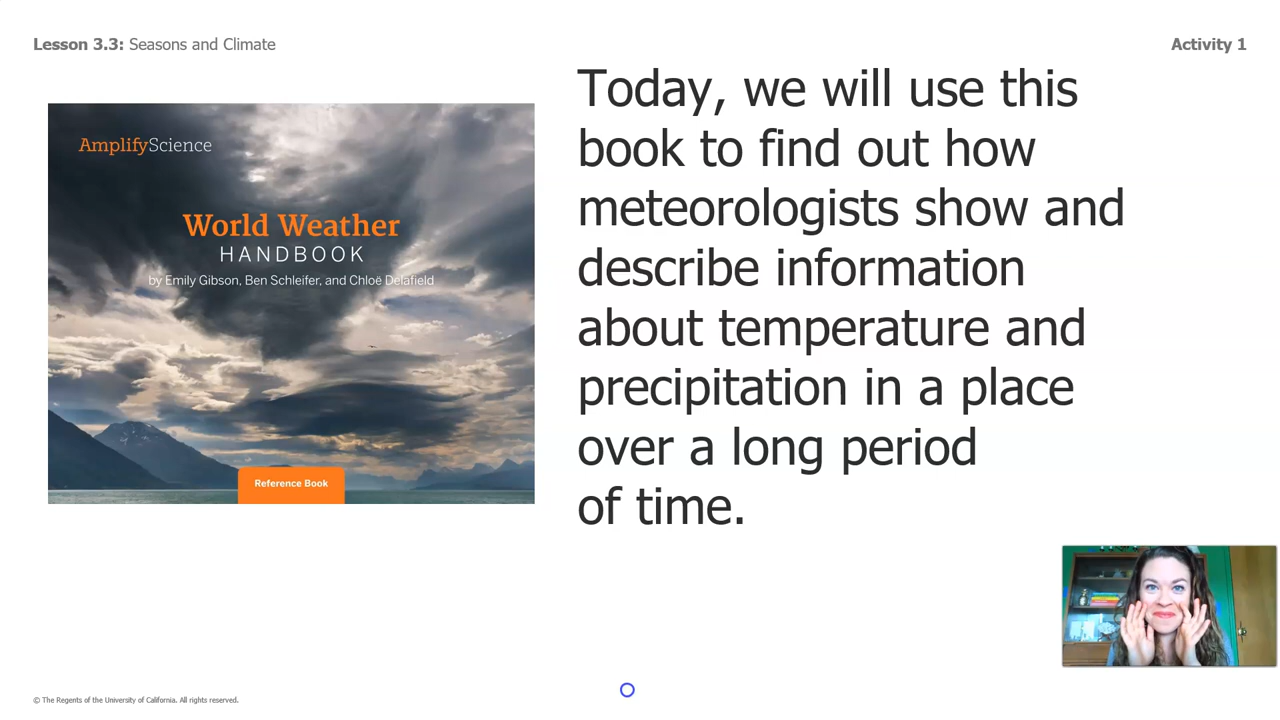 Lesson 3.3: Seasons and Climate
Activity 1
AmplifyScience
World Weather
HANDBOOK
by Emily Gibson, Ben Schleifer, and Chloë Delafield
Reference Book
Today, we will use this
book to find out how
meteorologists show and
describe information
about temperature and
precipitation in a place
over a long period
of time.
© The Regents of the University of California. All rights reserved.